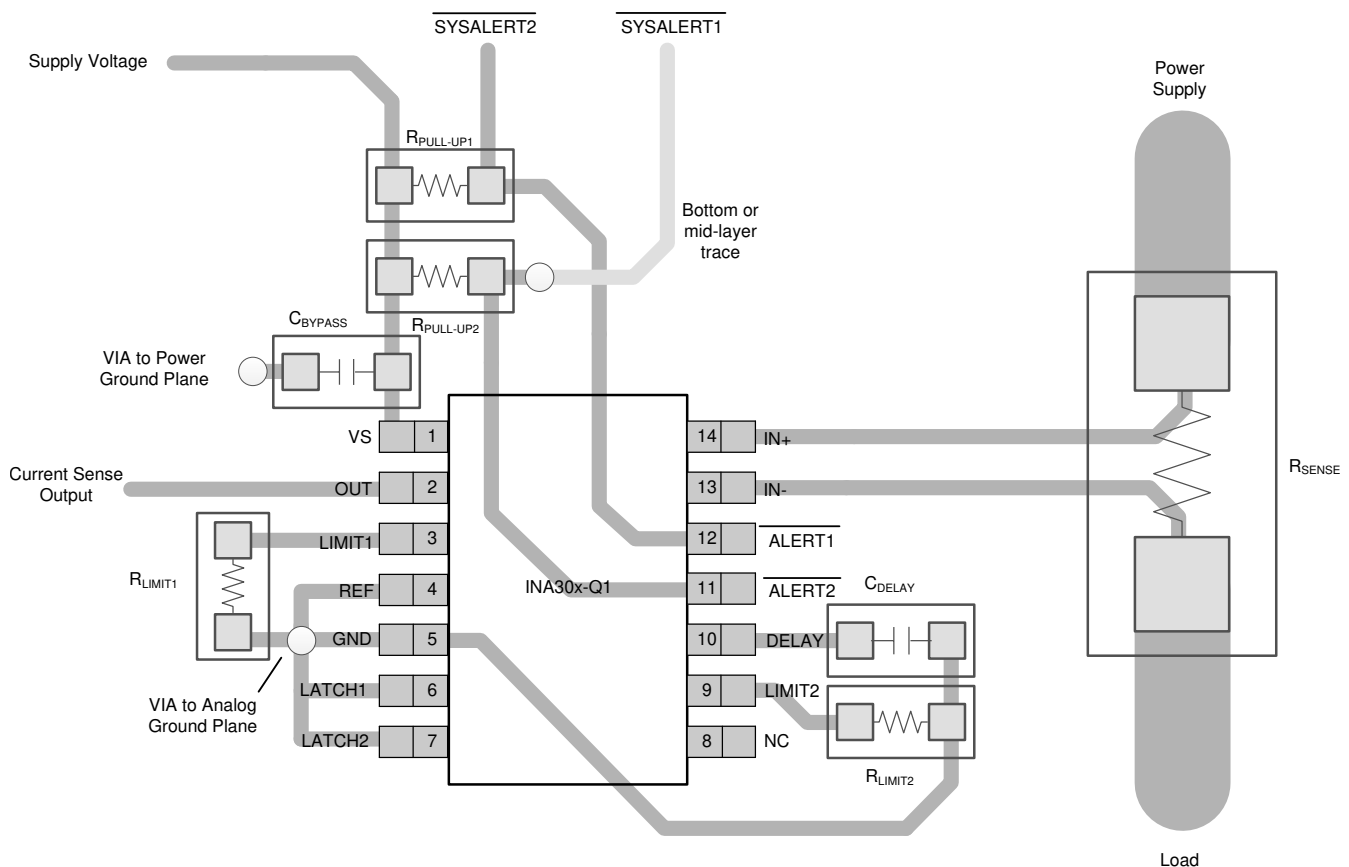 SYSALERT2
SYSALERT1
Supply Voltage
Power
Supply
RPULL-UP1
Bottom or
mid-layer
trace
RPULL-UP2
CBYPASS
VIA to Power
Ground Plane
VS
1
14
IN+
Current Sense
Output
OUT
2
13
IN-
RSENSE
LIMIT1
3
12
ALERT1
RLIMIT1
REF
4
INA30x-Q1
11
ALERT2
CDELAY
GND
5
10
DELAY
LATCH1
6
9
LIMIT2
VIA to Analog
Ground Plane
LATCH2
7
8
NC
RLIMIT2
Load